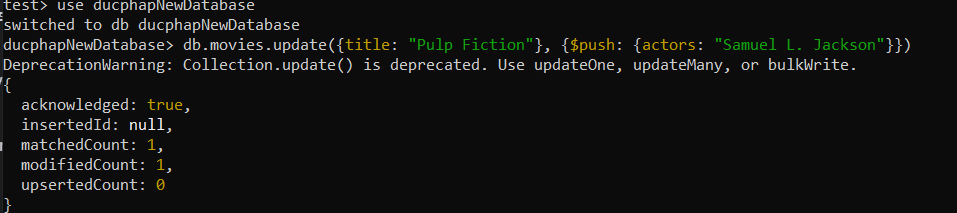 test> use ducphapNewDatabase
switched to db ducphapNewDatabase
ducphapNewDatabase> db.movies.update({title: "Pulp Fiction"}, {$push: {actors: "Samuel L. Jackson"}})
DeprecationWarning: Collection.update() is deprecated. Use updateOne, updateMany, or bulkWrite.
{
  acknowledged: true,
  insertedId: null,
  matchedCount: 1,
  modifiedCount: 1,
  upsertedCount: 0
}